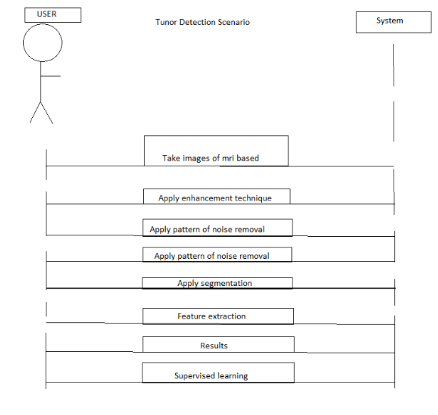 USER
Tunor Detection Scenario
System
Take images of mri based
Apply enhancement technique
Apply pattern of noise removal
Apply pattern of noise removal
Apply segmentation
Feature extraction
Results
Supervised learning